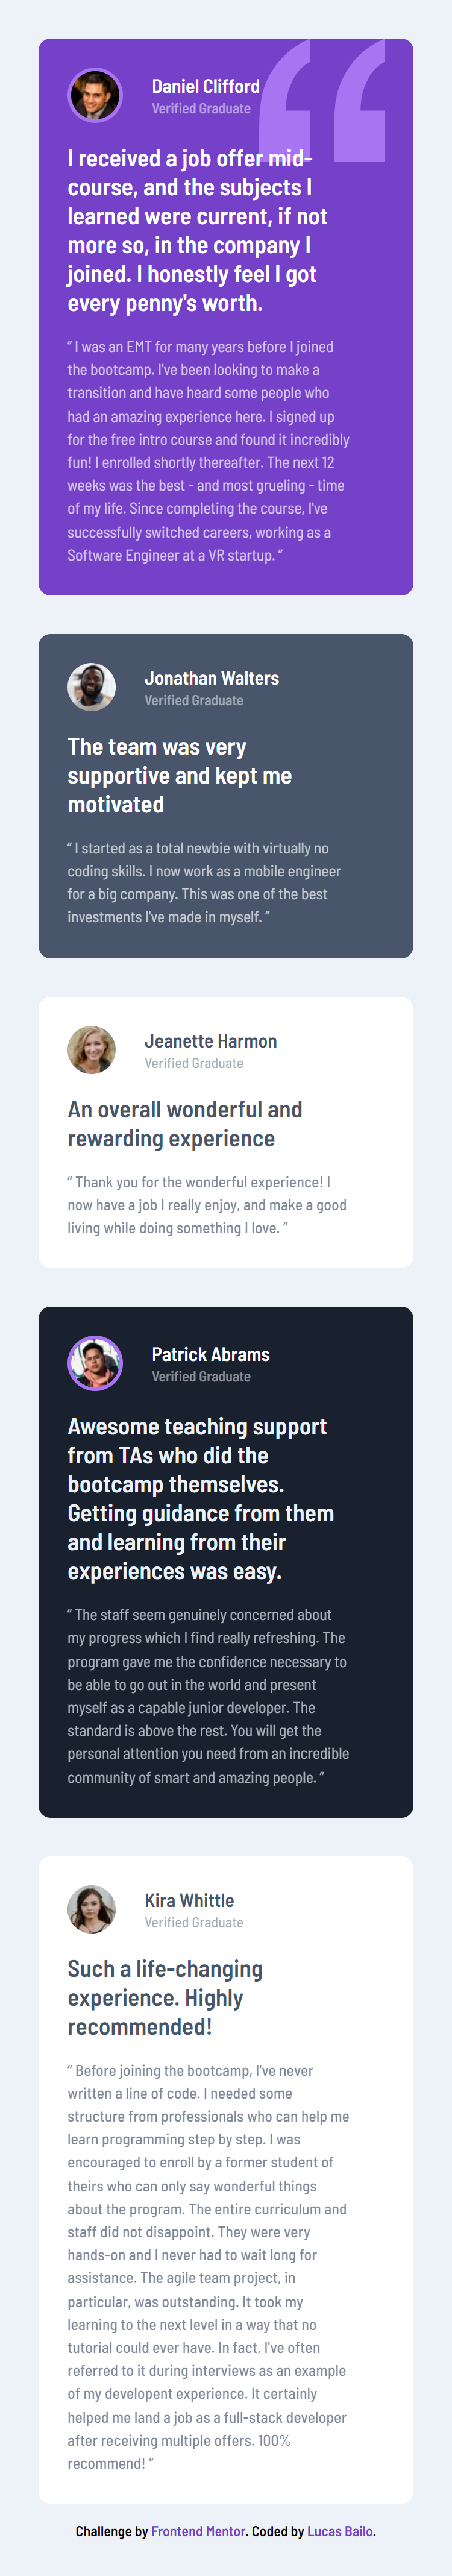 Daniel Clifford
Verified Graduate
I received a job offer mid-
course, and the subjects I
learned were current, if not
more so, in the company I
joined. I honestly feel I got
every penny's worth.
“ I was an EMT for many years before I joined
the bootcamp. I've been looking to make a
transition and have heard some people who
had an amazing experience here. I signed up
for the free intro course and found it incredibly
fun! I enrolled shortly thereafter. The next 12
weeks was the best - and most grueling - time
of my life. Since completing the course, I've
successfully switched careers, working as a
Software Engineer at a VR startup. ”
Jonathan Walters
Verified Graduate
The team was very
supportive and kept me
motivated
“ I started as a total newbie with virtually no
coding skills. I now work as a mobile engineer
for a big company. This was one of the best
investments I've made in myself. ”
Jeanette Harmon
Verified Graduate
An overall wonderful and
rewarding experience
“ Thank you for the wonderful experience! I
now have a job I really enjoy, and make a good
living while doing something I love. ”
Patrick Abrams
Verified Graduate
Awesome teaching support
from TAs who did the
bootcamp themselves.
Getting guidance from them
and learning from their
experiences was easy.
“ The staff seem genuinely concerned about
my progress which I find really refreshing. The
program gave me the confidence necessary to
be able to go out in the world and present
myself as a capable junior developer. The
standard is above the rest. You will get the
personal attention you need from an incredible
community of smart and amazing people. ”
Kira Whittle
Verified Graduate
Such a life-changing
experience. Highly
recommended!
“ Before joining the bootcamp, I've never
written a line of code. I needed some
structure from professionals who can help me
learn programming step by step. I was
encouraged to enroll by a former student of
theirs who can only say wonderful things
about the program. The entire curriculum and
staff did not disappoint. They were very
hands-on and I never had to wait long for
assistance. The agile team project, in
particular, was outstanding. It took my
learning to the next level in a way that no
tutorial could ever have. In fact, I've often
referred to it during interviews as an example
of my developent experience. It certainly
helped me land a job as a full-stack developer
after receiving multiple offers. 100%
recommend! ”
Challenge by Frontend Mentor. Coded by Lucas Bailo.